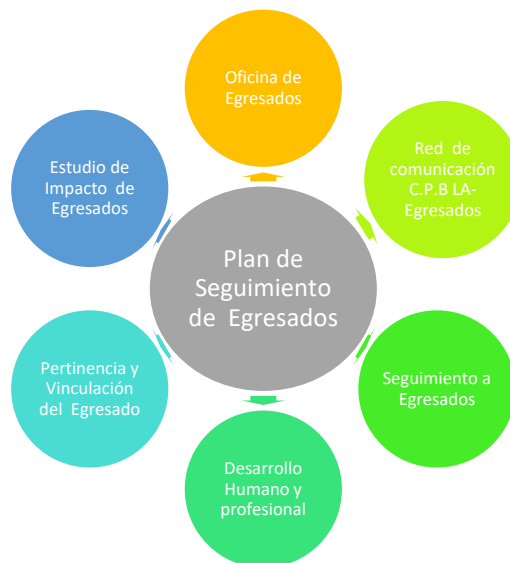 Oficina de
Egresados
Red de
comunicación
C.P.B LA-
Egresados
Seguimiento a
Egresados
Desarrollo
Humano y
profesional
Pertinencia y
Vinculación
del Egresado
Estudio de
Impacto de
Egresados
Plan de
Seguimiento
de Egresados